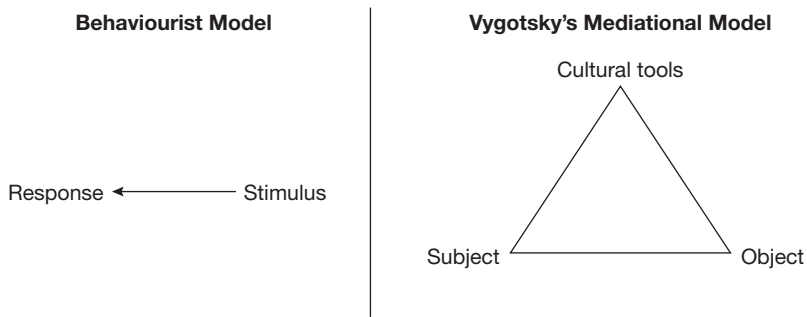 Behaviourist Model
Response
Stimulus
Vygotsky's Mediational Model
Cultural tools
Subject
Object